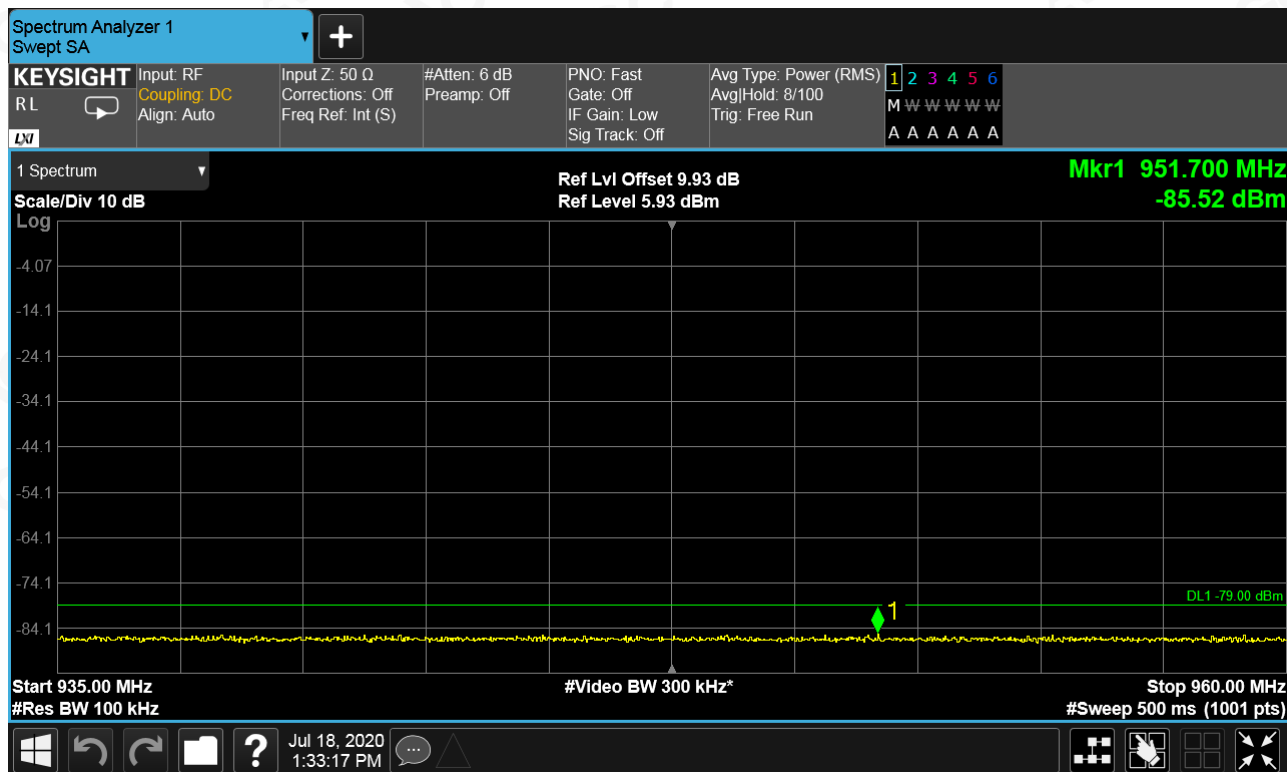 Spectrum Analyzer 1
Swept SA
+
KEYSIGHT
R L
LXI
Input: RF
Coupling: DC
Align: Auto
Input Z: 50 Ω
Corrections: Off
Freq Ref: Int (S)
#Atten: 6 dB
Preamp: Off
PNO: Fast
Gate: Off
IF Gain: Low
Sig Track: Off
Avg Type: Power (RMS)
Avg|Hold: 8/100
Trig: Free Run
1 2 3 4 5 6
M W W W W W
A A A A A A
1 Spectrum
Scale/Div 10 dB
Log
Ref Lvl Offset 9.93 dB
Ref Level 5.93 dBm
Mkr1 951.700 MHz
-85.52 dBm
-4.07
-14.1
-24.1
-34.1
-44.1
-54.1
-64.1
-74.1
DL1 -79.00 dBm
1
-84.1
Start 935.00 MHz
#Res BW 100 kHz
#Video BW 300 kHz*
Stop 960.00 MHz
#Sweep 500 ms (1001 pts)
?
Jul 18, 2020
1:33:17 PM